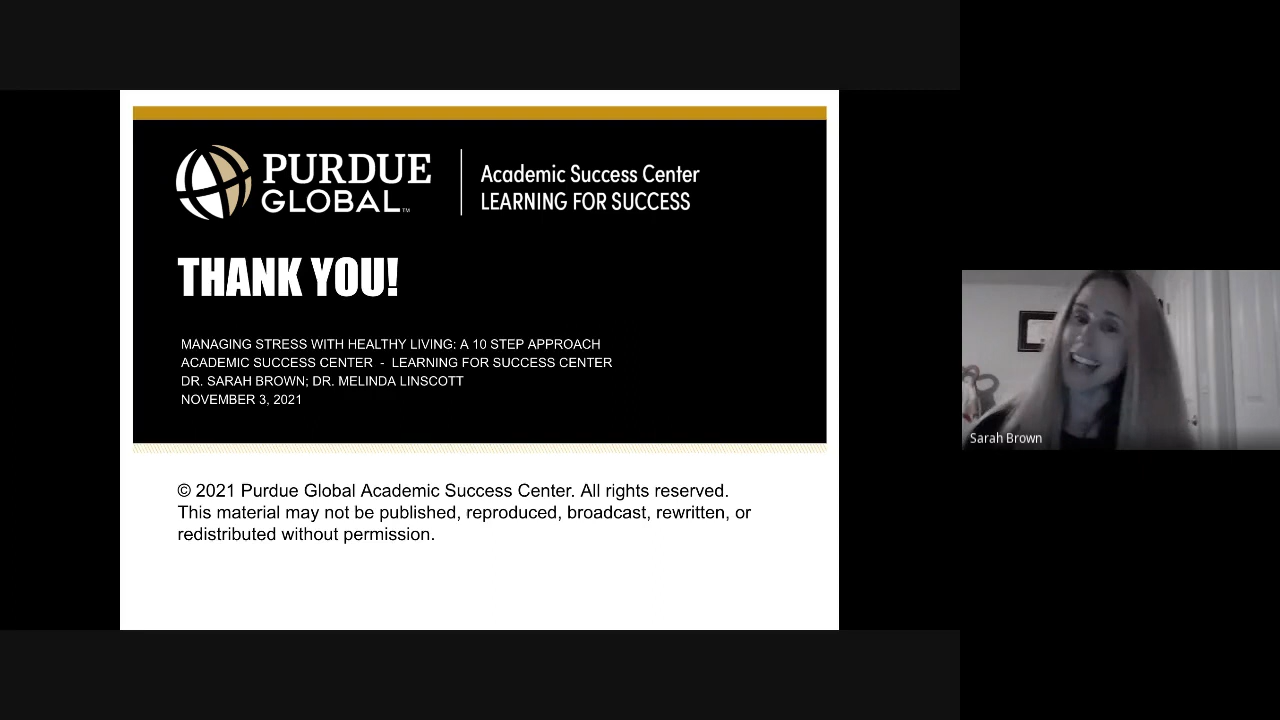 PURDUE
GLOBAL™
Academic Success Center
LEARNING FOR SUCCESS
THANK YOU!
MANAGING STRESS WITH HEALTHY LIVING: A 10 STEP APPROACH
ACADEMIC SUCCESS CENTER - LEARNING FOR SUCCESS CENTER
DR. SARAH BROWN; DR. MELINDA LINSCOTT
NOVEMBER 3, 2021
© 2021 Purdue Global Academic Success Center. All rights reserved.
This material may not be published, reproduced, broadcast, rewritten, or
redistributed without permission.
Sarah Brown